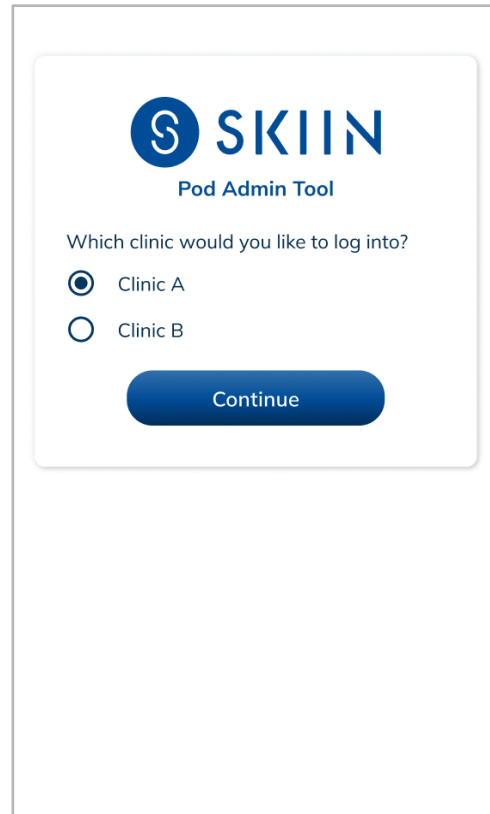 SKIIN
Pod Admin Tool
Which clinic would you like to log into?
Clinic A
Clinic B
Continue